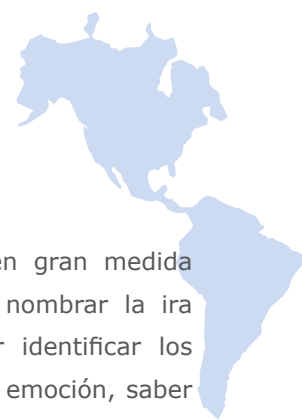 en gran medida
nombrar la ira
r identificar los
emoción, saber